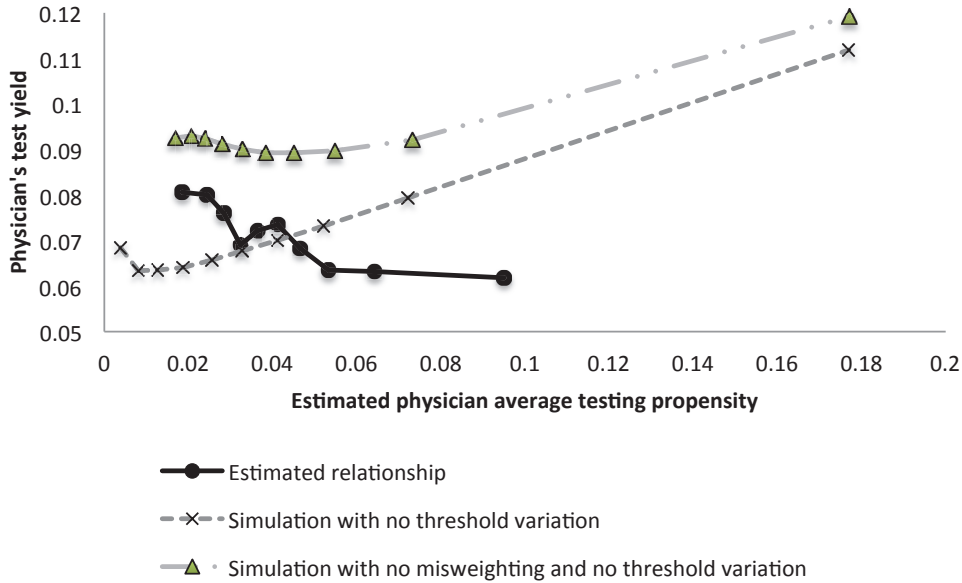 0.12
0.11
0.1
0.09
0.08
0.07
0.06
0.05
Physician's test yield
0 0.02 0.04 0.06 0.08 0.1 0.12 0.14 0.16 0.18 0.2
Estimated physician average testing propensity
Estimated relationship
Simulation with no threshold variation
Simulation with no misweighting and no threshold variation